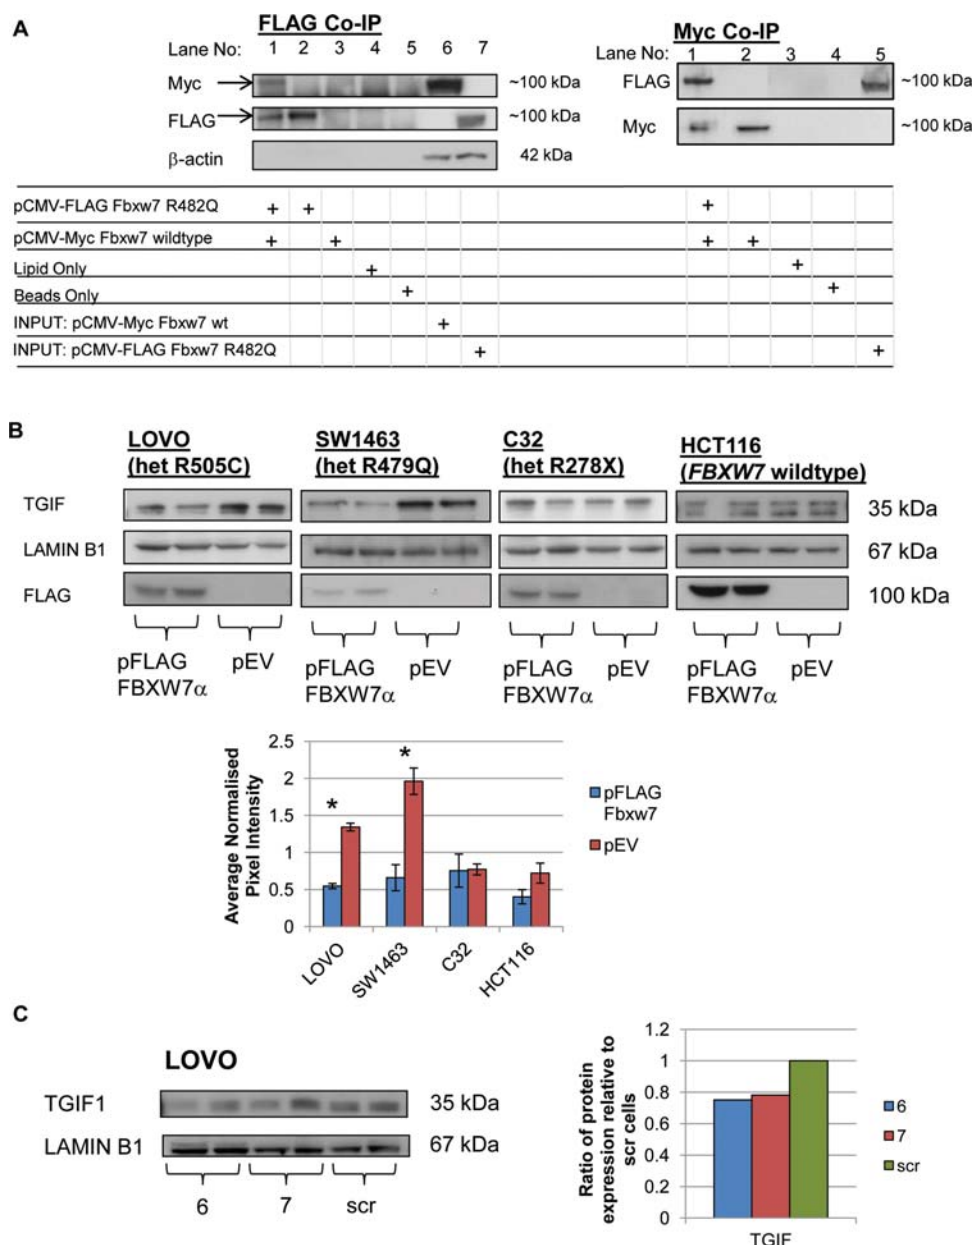 A
FLAG Co-IP
Lane No: 1 2 3 4 5 6 7
Myc ~100 kDa
FLAG ~100 kDa
β-actin 42 kDa
Myc Co-IP
Lane No: 1 2 3 4 5
FLAG ~100 kDa
Myc ~100 kDa
pCMV-FLAG Fbxw7 R482Q + + +
pCMV-Myc Fbxw7 wildtype + + + +
Lipid Only + +
Beads Only + +
INPUT: pCMV-Myc Fbxw7 wt +
INPUT: pCMV-FLAG Fbxw7 R482Q + +
B
LOVO
(het R505C)
SW1463
(het R479Q)
C32
(het R278X)
HCT116
(FBXW7 wildtype)
TGIF 35 kDa
LAMIN B1 67 kDa
FLAG 100 kDa
pFLAG
FBXW7α
pEV
pFLAG
FBXW7α
pEV
pFLAG
FBXW7α
pEV
pFLAG
FBXW7α
pEV
Average Normalised
Pixel Intensity
2.5
2
1.5
1
0.5
0
*
*
LOVO
SW1463
C32
HCT116
pFLAG
Fbxw7
pEV
C
LOVO
TGIF1 35 kDa
LAMIN B1 67 kDa
6 7 scr
Ratio of protein
expression relative to
scr cells
1.2
1
0.8
0.6
0.4
0.2
0
TGIF
6
7
scr